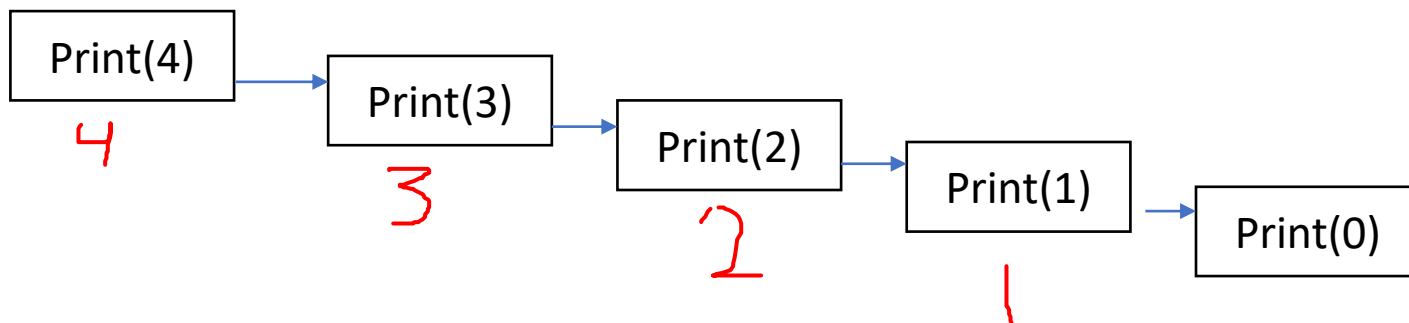 Print(4)
Print(3)
Print(2)
Print(1)
Print(0)
4
3
2
1